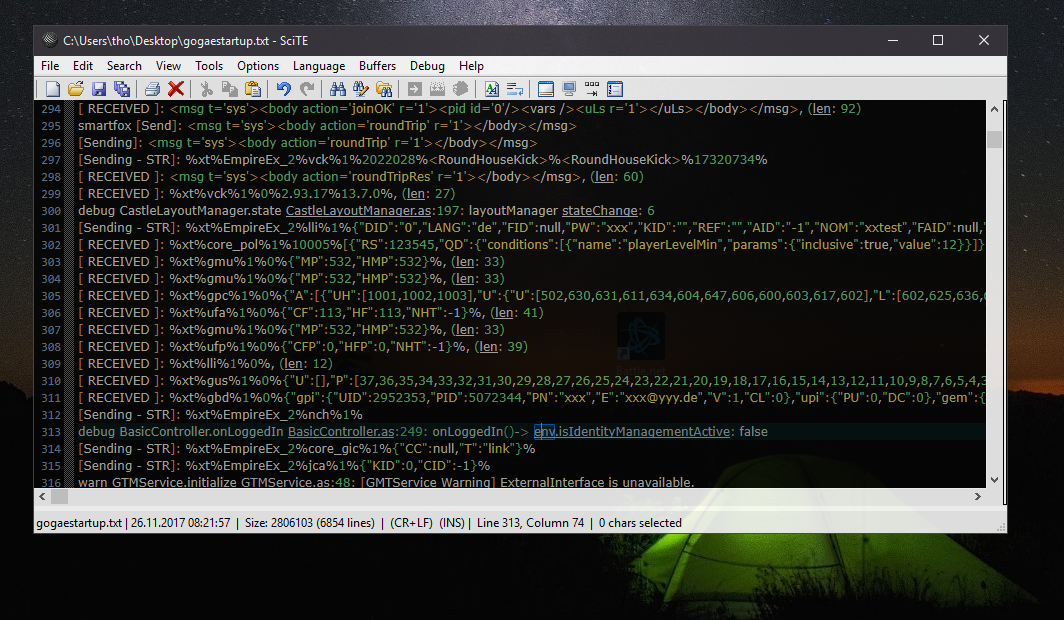 C:\Users\tho\Desktop\gogaestartup.txt - SciTE
File Edit Search View Tools Options Language Buffers Debug Help
294 [ RECEIVED ]: <msg t='sys'><body action='joinOK' r='1'><pid id='0'/><vars /><uLs r='1'></uLs></body></msg>, (len: 92)
295 smartfox [Send]: <msg t='sys'><body action='roundTrip' r='1'></body></msg>
296 [Sending]: <msg t='sys'><body action='roundTrip' r='1'></body></msg>
297 [Sending - STR]: %xt%EmpireEx_2%vck%1%2022028%<RoundHouseKick>%<RoundHouseKick>%17320734%
298 [ RECEIVED ]: <msg t='sys'><body action='roundTripRes' r='1'></body></msg>, (len: 60)
299 [ RECEIVED ]: %xt%vck%1%0%2.93.17%13.7.0%, (len: 27)
300 debug CastleLayoutManager.state CastleLayoutManager.as:197: layoutManager stateChange: 6
301 [Sending - STR]: %xt%EmpireEx_2%lli%1%{"DID":"0","LANG":"de","FID":null,"PW":"xxx","KID":"","REF":"","AID":"-1","NOM":"xxtest","FAID":null,"
302 [ RECEIVED ]: %xt%core_pol%1%10005%[{"RS":123545,"QD":{"conditions":[{"name":"playerLevelMin","params":{"inclusive":true,"value":12}}]}
303 [ RECEIVED ]: %xt%gmu%1%0%{"MP":532,"HMP":532}%, (len: 33)
304 [ RECEIVED ]: %xt%gmu%1%0%{"MP":532,"HMP":532}%, (len: 33)
305 [ RECEIVED ]: %xt%gpc%1%0%{"A":[{"UH":[1001,1002,1003],"U":{"U":[502,630,631,611,634,604,647,606,600,603,617,602],"L":[602,625,636,
306 [ RECEIVED ]: %xt%ufa%1%0%{"CF":113,"HF":113,"NHT":-1}%, (len: 41)
307 [ RECEIVED ]: %xt%gmu%1%0%{"MP":532,"HMP":532}%, (len: 33)
308 [ RECEIVED ]: %xt%ufp%1%0%{"CFP":0,"HFP":0,"NHT":-1}%, (len: 39)
309 [ RECEIVED ]: %xt%lli%1%0%, (len: 12)
310 [ RECEIVED ]: %xt%gus%1%0%{"U":[],"P":[37,36,35,34,33,32,31,30,29,28,27,26,25,24,23,22,21,20,19,18,17,16,15,14,13,12,11,10,9,8,7,6,5,4,3
311 [ RECEIVED ]: %xt%gbd%1%0%{"gpi":{"UID":2952353,"PID":5072344,"PN":"xxx","E":"xxx@yyy.de","V":1,"CL":0},"upi":{"PU":0,"DC":0},"gem":{
312 [Sending - STR]: %xt%EmpireEx_2%nch%1%
313 debug BasicController.onLoggedIn BasicController.as:249: onLoggedIn()-> env.isIdentityManagementActive: false
314 [Sending - STR]: %xt%EmpireEx_2%core_gic%1%{"CC":null,"T":"link"}%
315 [Sending - STR]: %xt%EmpireEx_2%jca%1%{"KID":0,"CID":-1}%
316 warn GTMService.initialize GTMService.as:48: [GMTService Warning] ExternalInterface is unavailable.
gogaestartup.txt | 26.11.2017 08:21:57 | Size: 2806103 (6854 lines) | (CR+LF) (INS) | Line 313, Column 74 | 0 chars selected